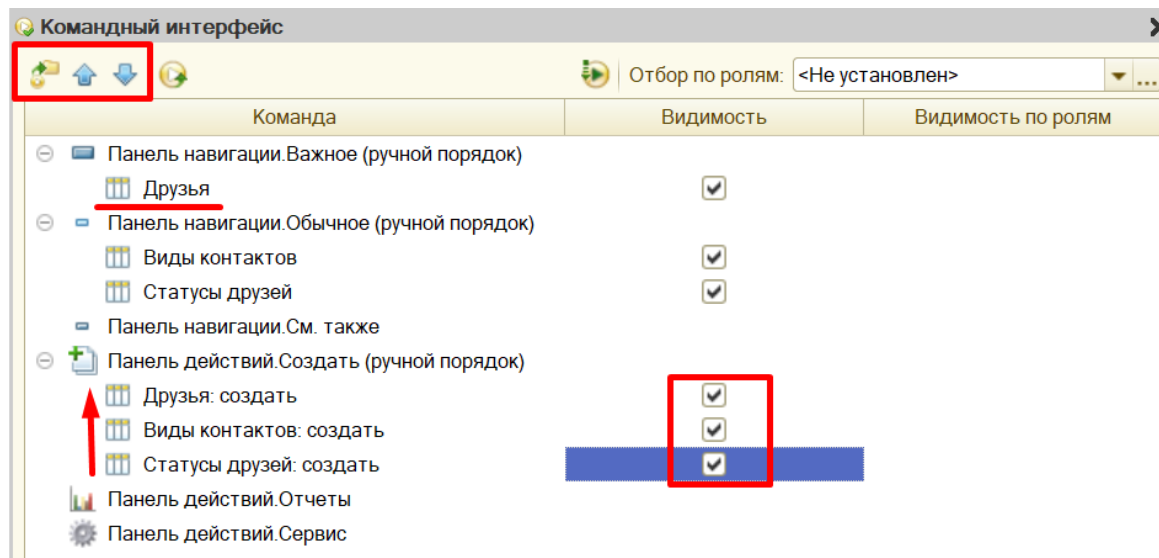 Командный интерфейс
Отбор по ролям: <Не установлен> ...
Команда Видимость Видимость по ролям
Панель навигации.Важное (ручной порядок)
Друзья
Панель навигации.Обычное (ручной порядок)
Виды контактов
Статусы друзей
Панель навигации.См. также
Панель действий.Создать (ручной порядок)
Друзья: создать
Виды контактов: создать
Статусы друзей: создать
Панель действий.Отчеты
Панель действий.Сервис